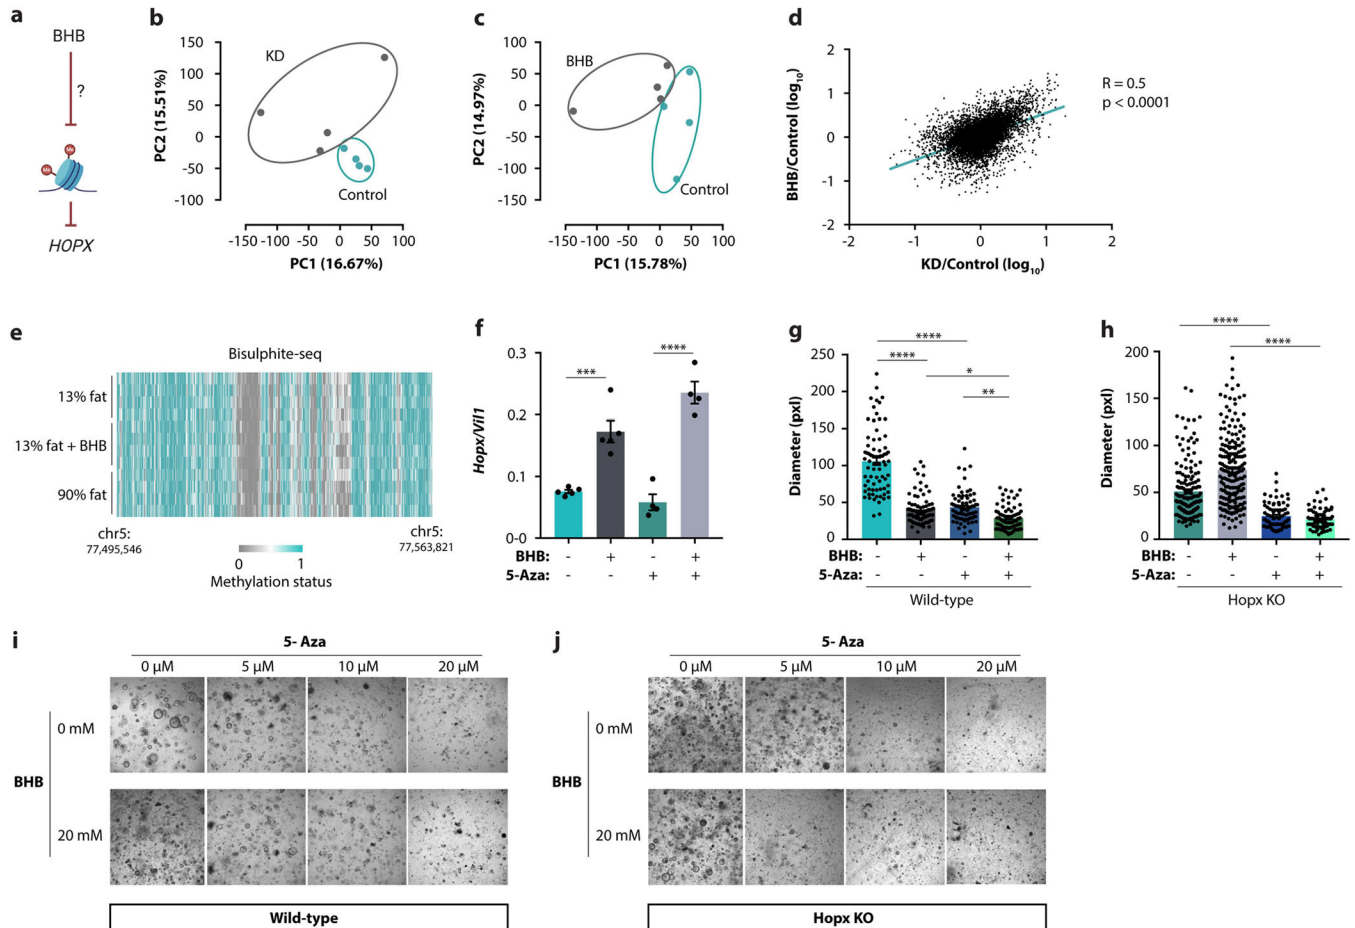 a
BHB
?
Me
Me
HOPX
b
KD
Control
PC2 (15.51%)
150
100
50
0
-50
-100
-150 -100 -50 0 50 100
PC1 (16.67%)
c
BHB
Control
PC2 (14.97%)
100
50
0
-50
-100
-150
-150 -100 -50 0 50 100
PC1 (15.78%)
d
BHB/Control (log10)
2
1
0
-1
-2
-2 -1 0 1 2
KD/Control (log10)
R = 0.5
p < 0.0001
e
Bisulphite-seq
13% fat
13% fat + BHB
90% fat
chr5:
77,495,546
chr5:
77,563,821
0 1
Methylation status
f
Hopx/Vil1
0.3
0.2
0.1
0-0
*** ****
BHB: - + - +
5-Aza: - - + +
g
Diameter (pxl)
250
200
150
100
50
0
****
****
*
**
BHB: - + - +
5-Aza: - - + +
Wild-type
h
Diameter (pxl)
200
150
100
50
0
****
****
BHB: - + - +
5-Aza: - - + +
Hopx KO
i
5- Aza
0 µM 5 µM 10 µM 20 µM
BHB
0 mM
20 mM
Wild-type
j
5- Aza
0 µM 5 µM 10 µM 20 µM
BHB
0 mM
20 mM
Hopx KO